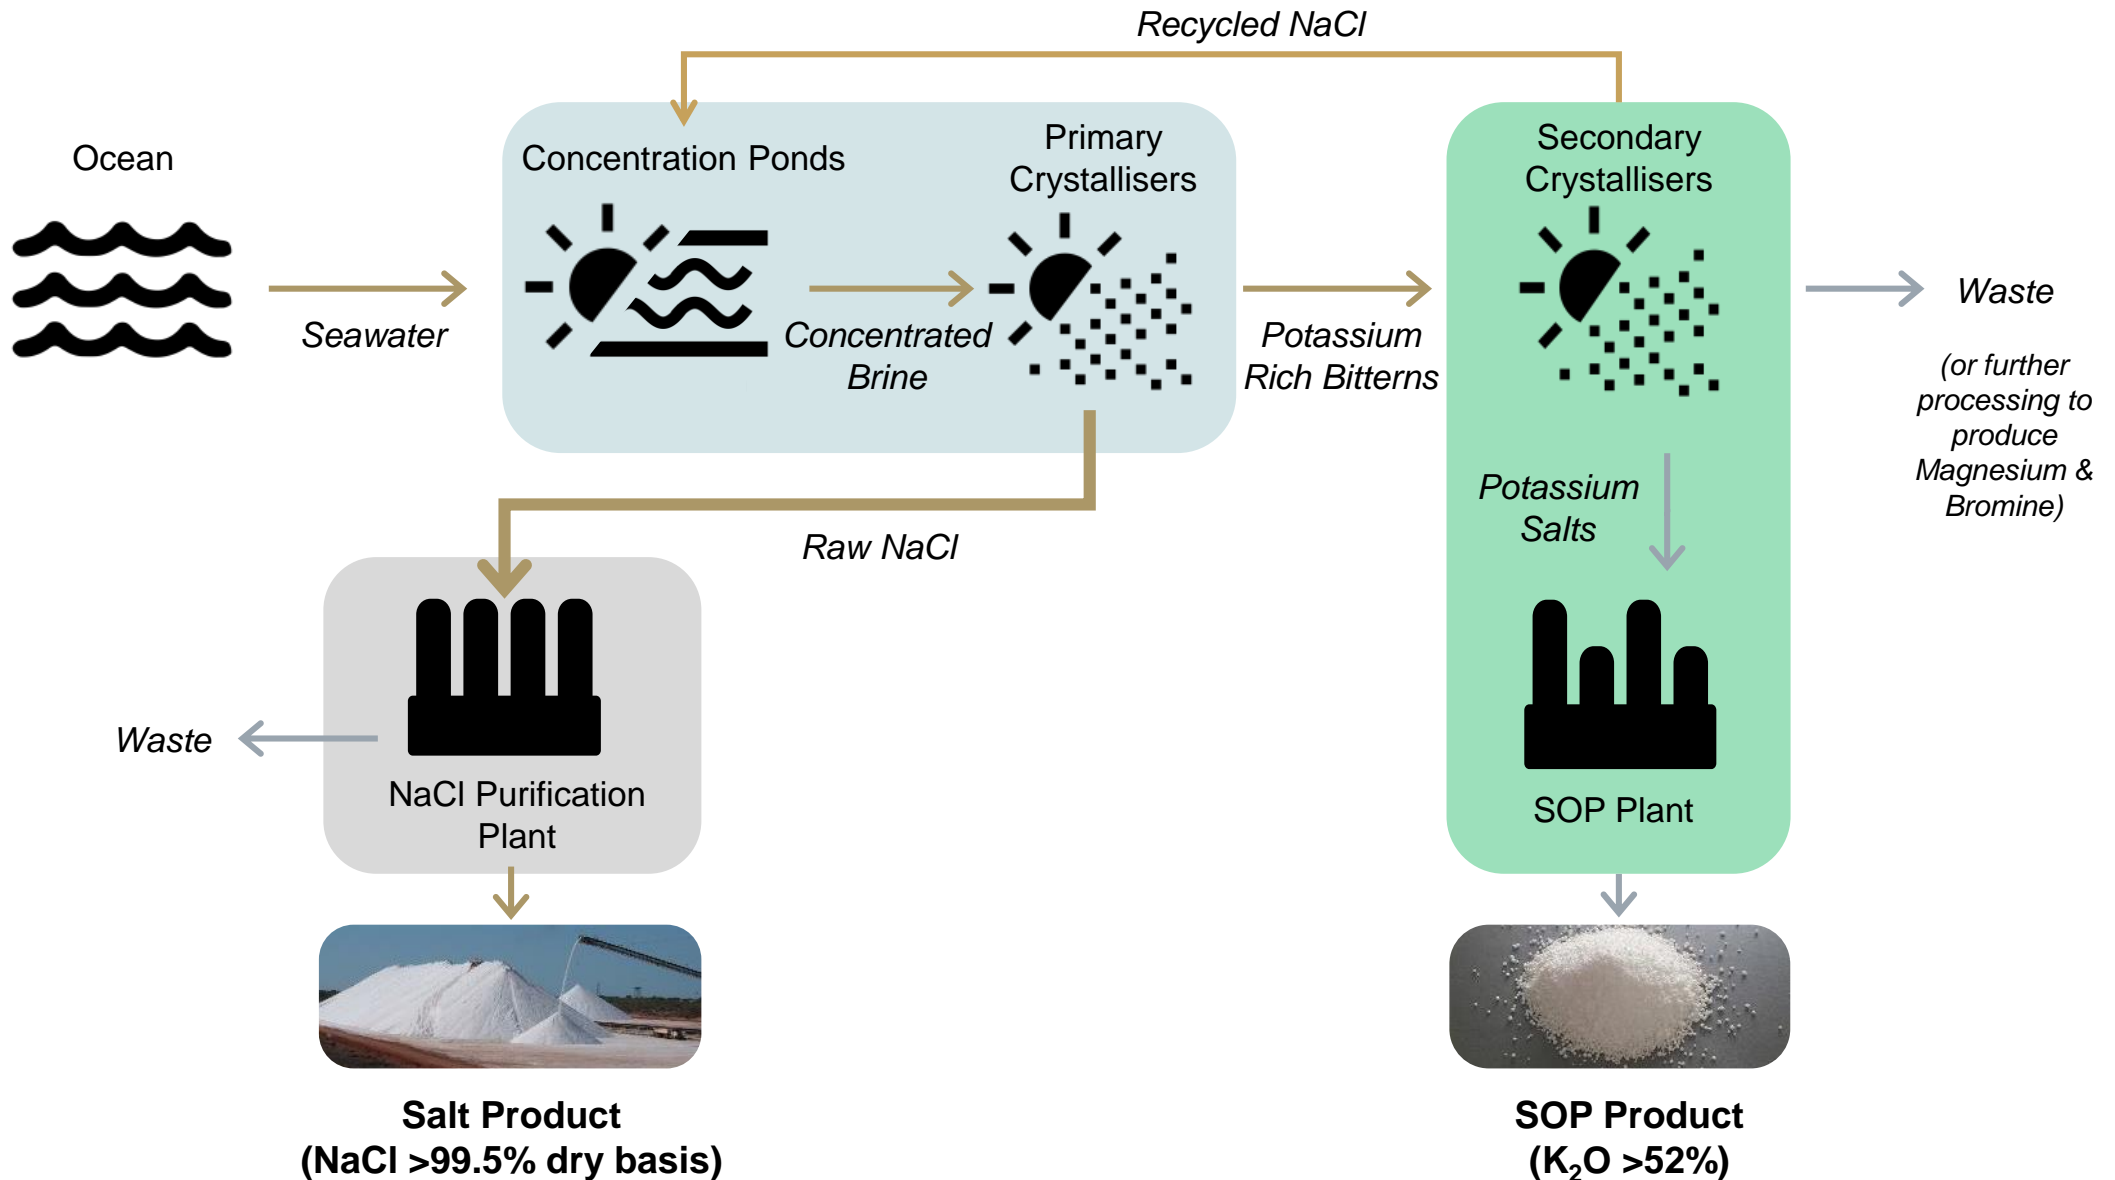 Recycled NaCl
Ocean
Concentration Ponds
Primary
Crystallisers
Secondary
Crystallisers
Seawater
Concentrated
Brine
Potassium
Rich Bitterns
Waste
(or further
processing to
produce
Magnesium &
Bromine)
Potassium
Salts
Raw NaCl
Waste
NaCl Purification
Plant
SOP Plant
Salt Product
(NaCl >99.5% dry basis)
SOP Product
(K₂O >52%)